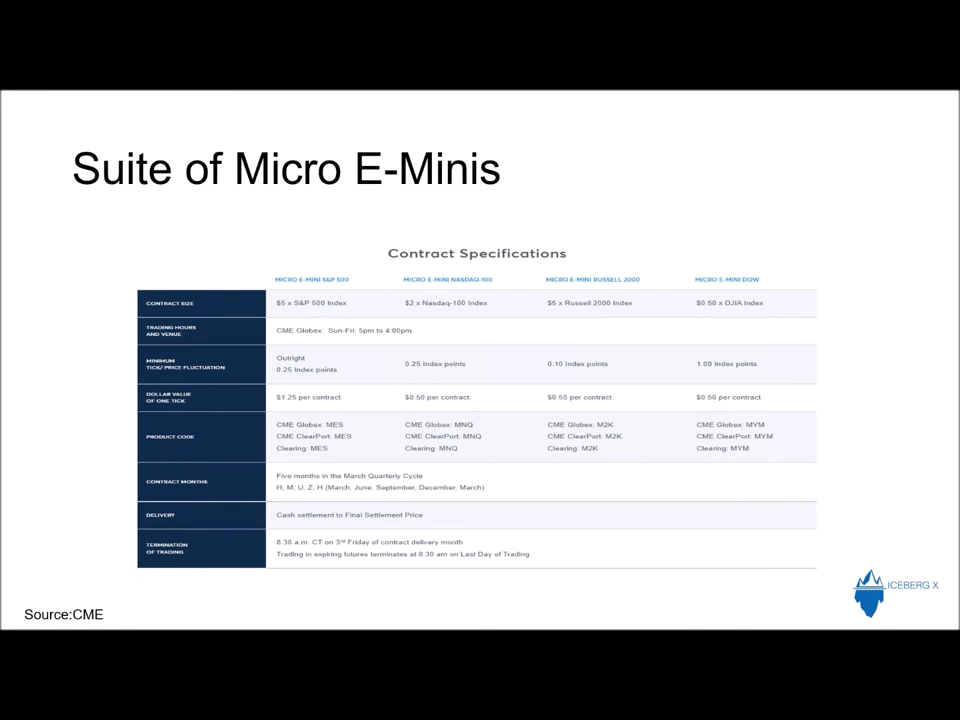 Suite of Micro E-Minis
Contract Specifications
MICRO E-MINI S&P 500 MICRO E-MINI NASDAQ-100 MICRO E-MINI RUSSELL 2000 MICRO E-MINI DOW
CONTRACT SIZE $5 x S&P 500 Index $2 x Nasdaq-100 Index $5 x Russell 2000 Index $0.50 x DJIA Index
TRADING HOURS
AND VENUE
CME Globex: Sun-Fri: 5pm to 4:00pm
MINIMUM
TICK/ PRICE FLUCTUATION
Outright
0.25 Index points 0.25 Index points 0.10 Index points 1.00 Index points
DOLLAR VALUE
OF ONE TICK
$1.25 per contract $0.50 per contract $0.50 per contract $0.50 per contract
PRODUCT CODE
CME Globex: MES CME Globex: MNQ CME Globex: M2K CME Globex: MYM
CME ClearPort: MES CME ClearPort: MNQ CME ClearPort: M2K CME ClearPort: MYM
Clearing: MES Clearing: MNQ Clearing: M2K Clearing: MYM
CONTRACT MONTHS
Five months in the March Quarterly Cycle
H, M, U, Z, H (March, June, September, December, March)
DELIVERY Cash settlement to Final Settlement Price
TERMINATION
OF TRADING
8:30 a.m. CT on 3rd Friday of contract delivery month
Trading in expiring futures terminates at 8:30 am on Last Day of Trading.
ICEBERG X
Source:CME